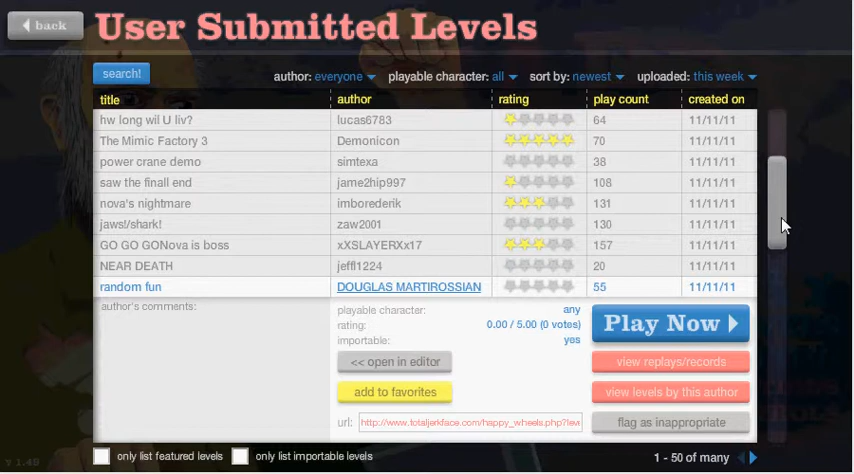 back
User Submitted Levels
search!
author: everyone playable character: all sort by: newest uploaded: this week
title author rating play count created on
hw long wil U liv? lucas6783 64 11/11/11
The Mimic Factory 3 Demonicon 70 11/11/11
power crane demo simtexa 38 11/11/11
saw the finall end jame2hip997 108 11/11/11
nova's nightmare imborederik 131 11/11/11
jaws!/shark! zaw2001 130 11/11/11
GO GO GONova is boss xXSLAYERXx17 157 11/11/11
NEAR DEATH jeffl1224 20 11/11/11
random fun DOUGLAS MARTIROSSIAN 55 11/11/11
author's comments:
playable character: any
rating: 0.00 / 5.00 (0 votes)
importable: yes
Play Now
<< open in editor
view replays/records
add to favorites
view levels by this author
url: http://www.totaljerkface.com/happy_wheels.php?lev
flag as inappropriate
only list featured levels
only list importable levels
1 - 50 of many
v 1.48